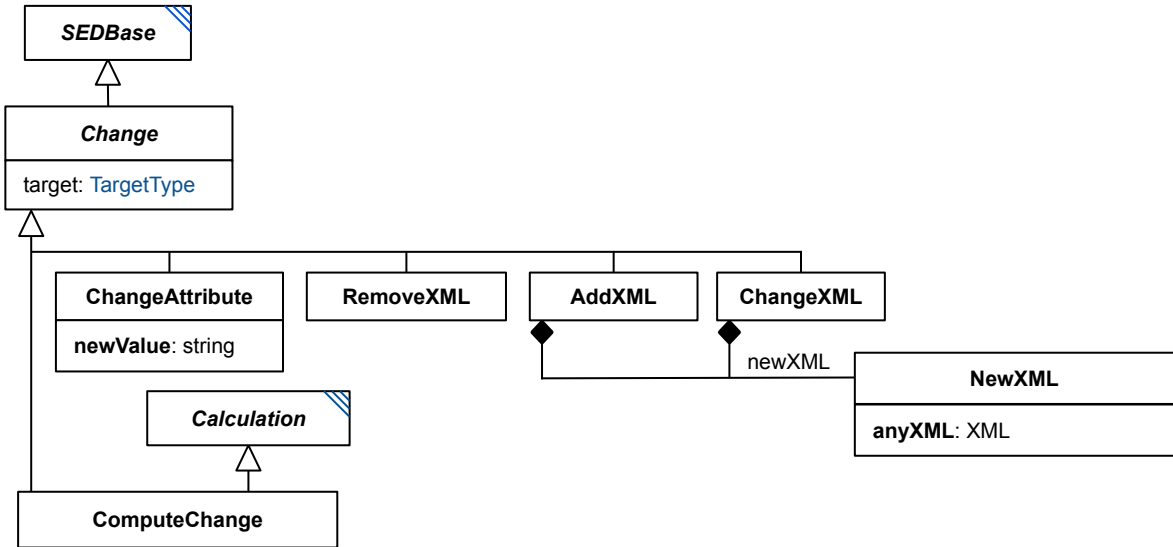 SEDBase
Change
target: TargetType
ChangeAttribute
RemoveXML
AddXML
ChangeXML
newValue: string
newXML
NewXML
anyXML: XML
Calculation
ComputeChange